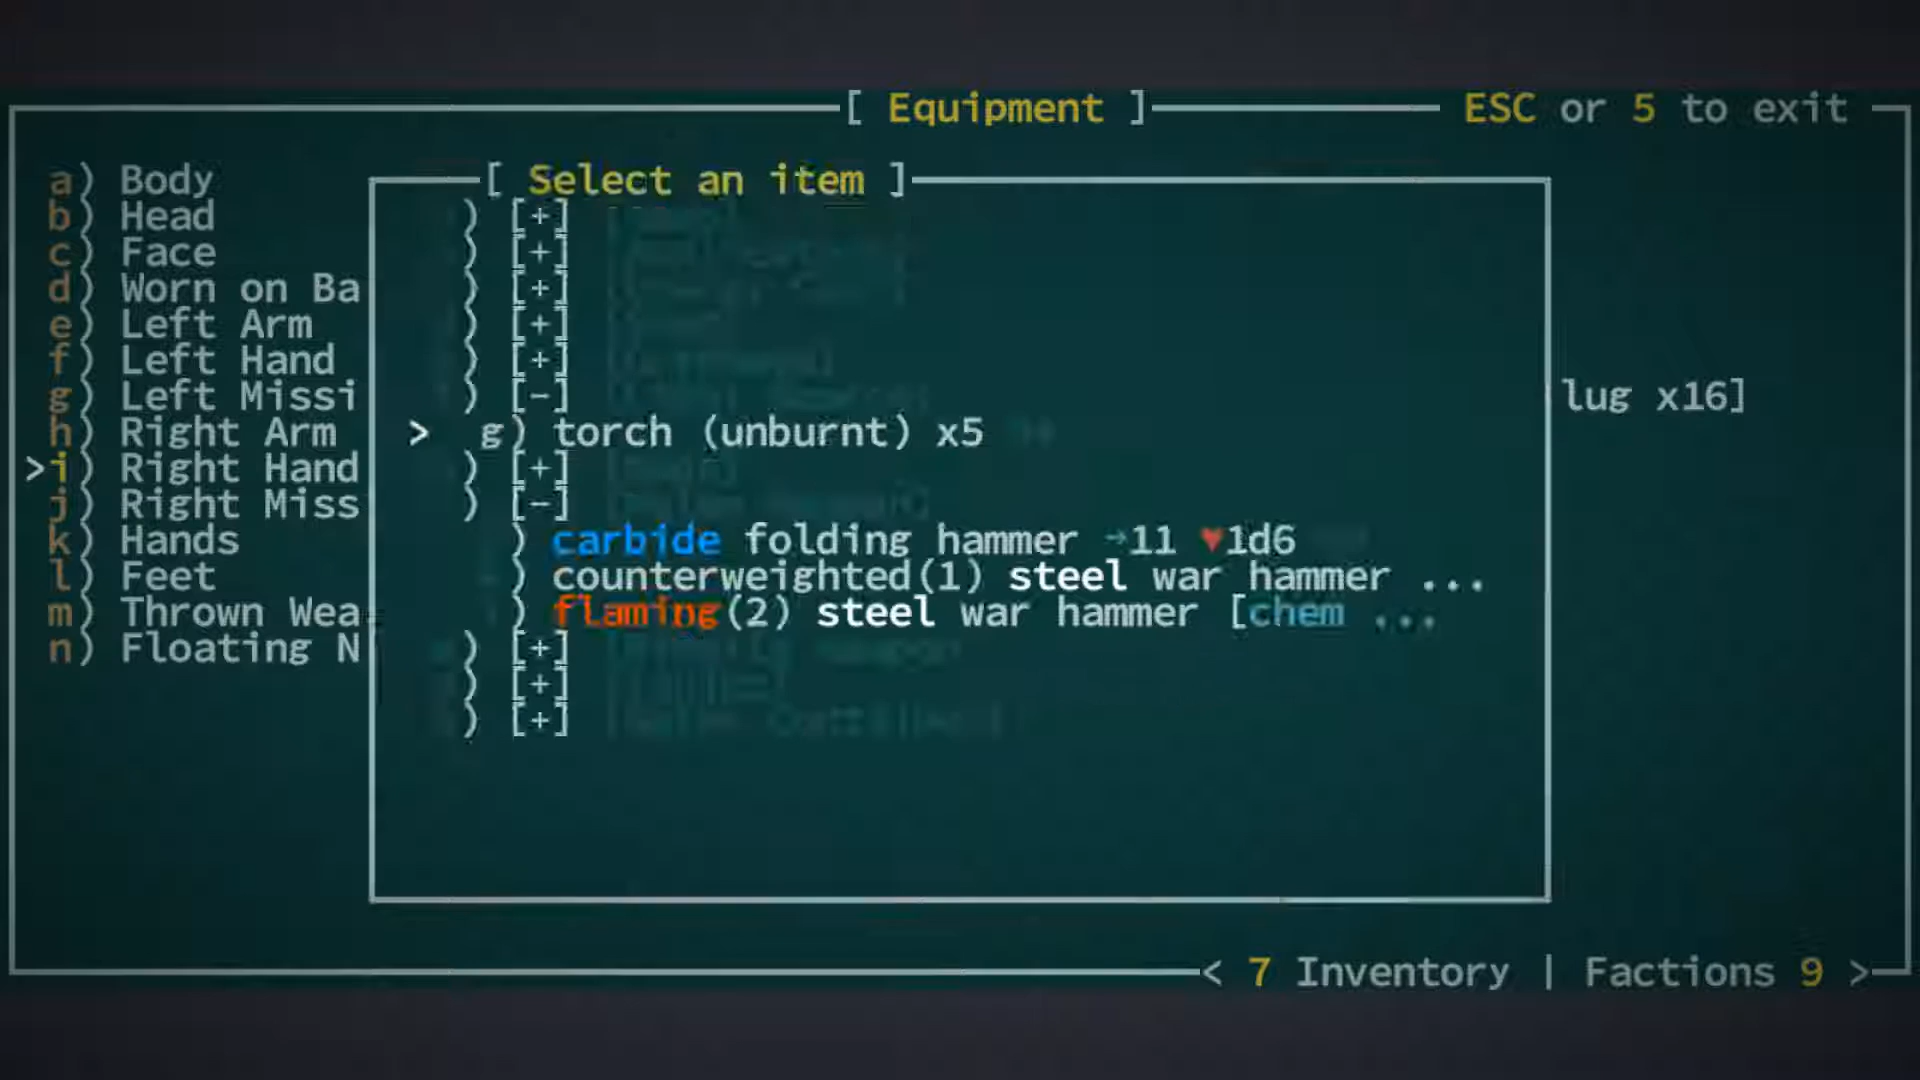 [ Equipment ] ESC or 5 to exit
a) Body
b) Head
c) Face
d) Worn on Ba
e) Left Arm
f) Left Hand
g) Left Missi
h) Right Arm
>i) Right Hand
j) Right Miss
k) Hands
l) Feet
m) Thrown Wea
n) Floating N
[ Select an item ]
) [+]
) [+]
) [+]
) [+]
) [+]
) [-]
> g) torch (unburnt) x5
) [+]
) [-]
) carbide folding hammer →11 ♥1d6
) counterweighted(1) steel war hammer ...
) flaming(2) steel war hammer [chem ...
) [+]
) [+]
) [+]
lug x16]
< 7 Inventory | Factions 9 >